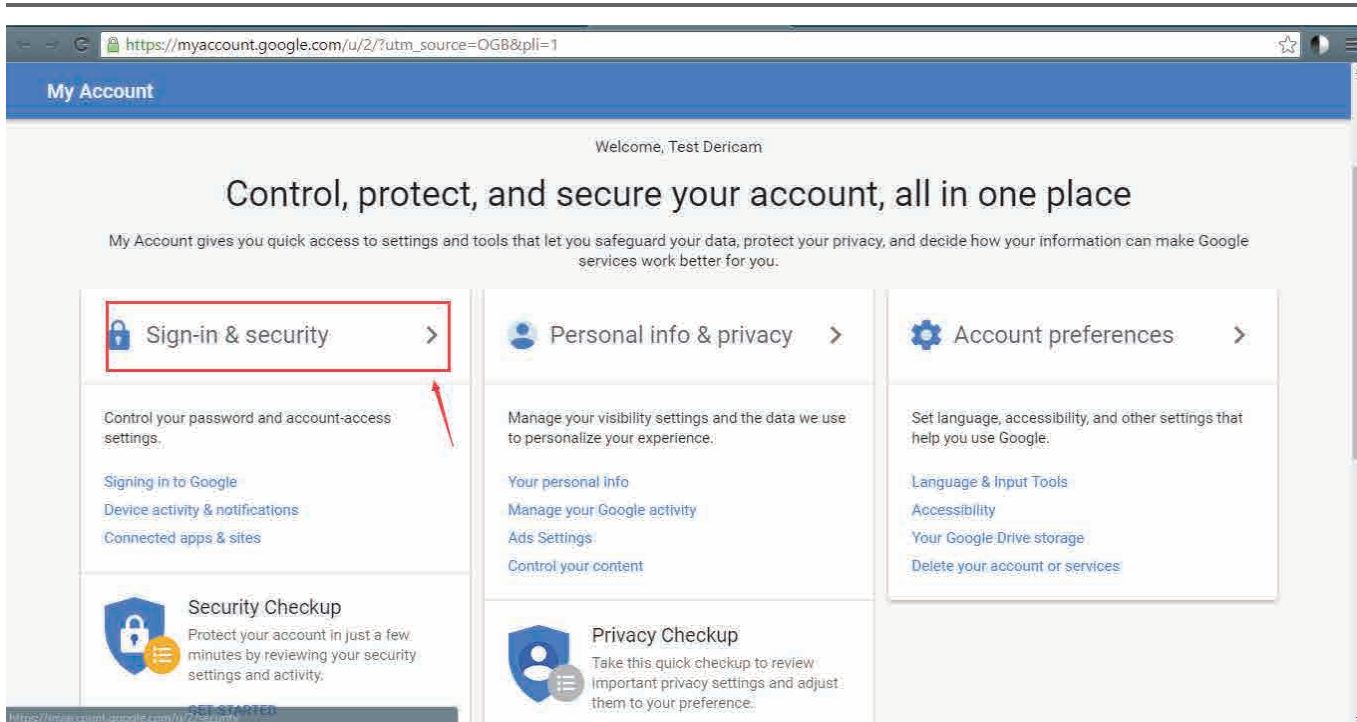 https://myaccount.google.com/u/2/?utm_source=OGB&pli=1
My Account
Welcome, Test Dericam
Control, protect, and secure your account, all in one place
My Account gives you quick access to settings and tools that let you safeguard your data, protect your privacy, and decide how your information can make Google
services work better for you.
Sign-in & security
Control your password and account-access
settings.
Signing in to Google
Device activity & notifications
Connected apps & sites
Security Checkup
Protect your account in just a few
minutes by reviewing your security
settings and activity.
GET STARTED
Personal info & privacy
Manage your visibility settings and the data we use
to personalize your experience.
Your personal info
Manage your Google activity
Ads Settings
Control your content
Privacy Checkup
Take this quick checkup to review
important privacy settings and adjust
them to your preference.
Account preferences
Set language, accessibility, and other settings that
help you use Google.
Language & Input Tools
Accessibility
Your Google Drive storage
Delete your account or services
https://myaccount.google.com/u/2/security